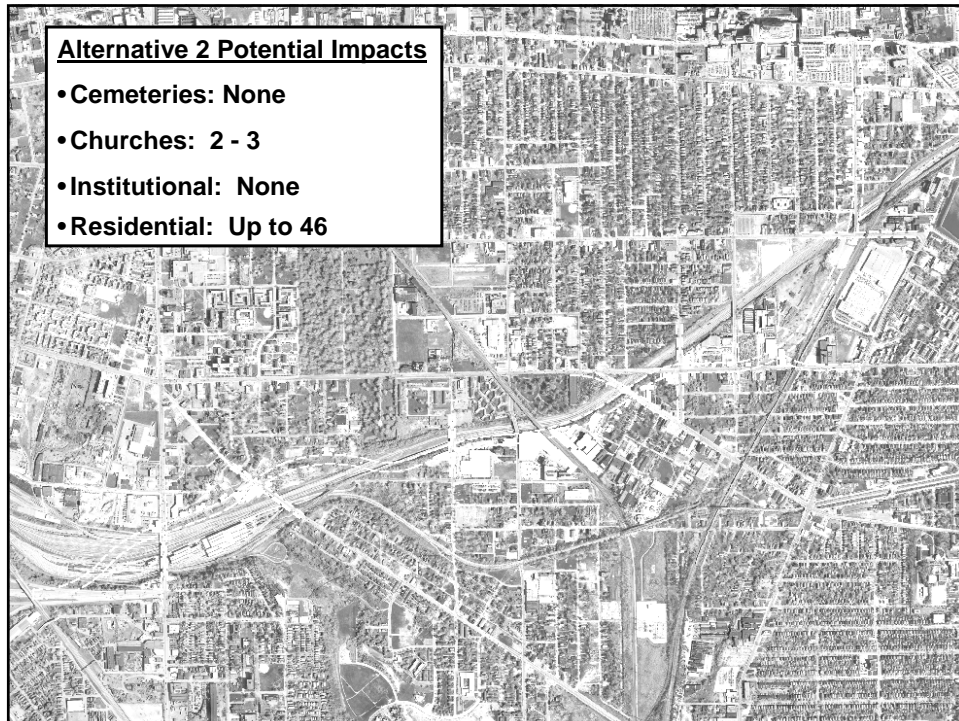 Alternative 2 Potential Impacts
• Cemeteries: None
• Churches: 2 - 3
• Institutional: None
• Residential: Up to 46